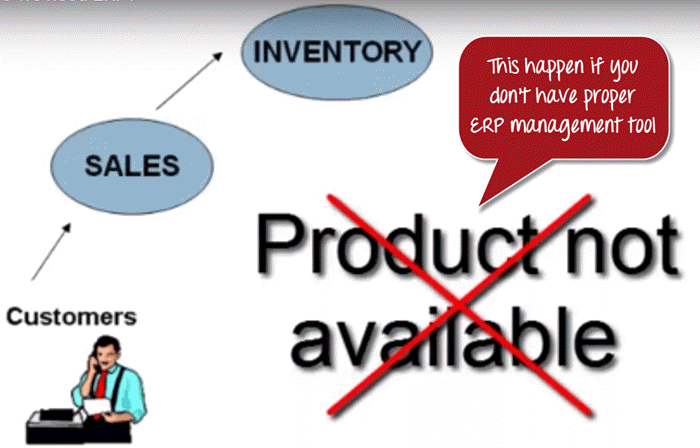 INVENTORY
This happen if you
don't have proper
ERP management tool
SALES
Product not
available
Customers